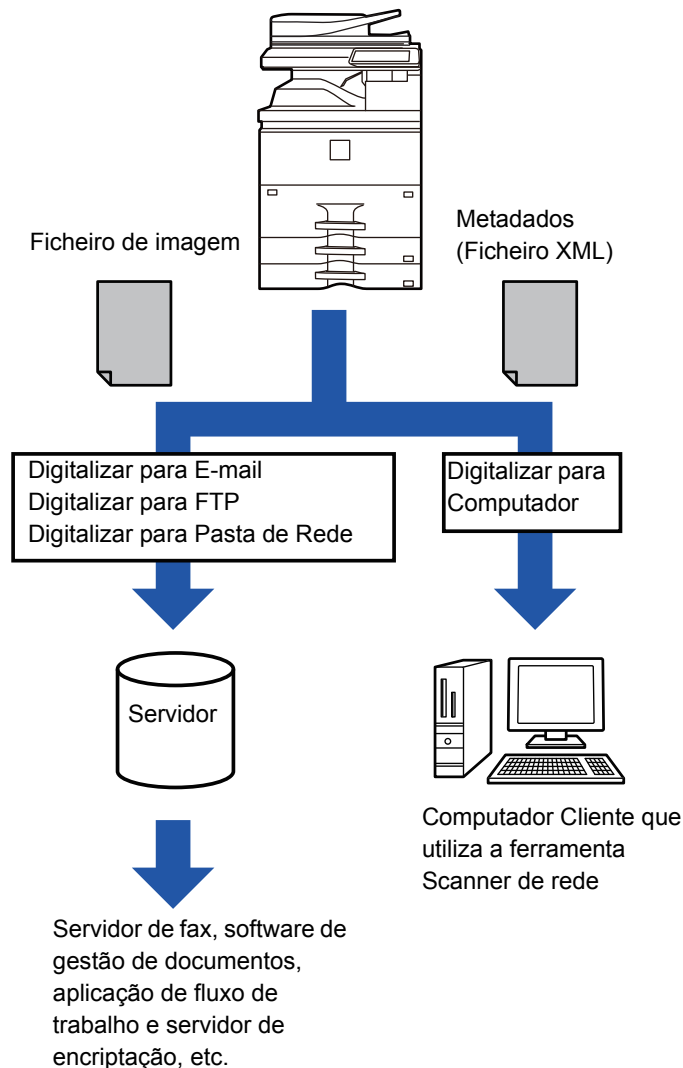 Ficheiro de imagem
Metadados
(Ficheiro XML)
Digitalizar para E-mail
Digitalizar para FTP
Digitalizar para Pasta de Rede
Digitalizar para
Computador
Servidor
Computador Cliente que
utiliza a ferramenta
Scanner de rede
Servidor de fax, software de
gestão de documentos,
aplicação de fluxo de
trabalho e servidor de
encriptação, etc.